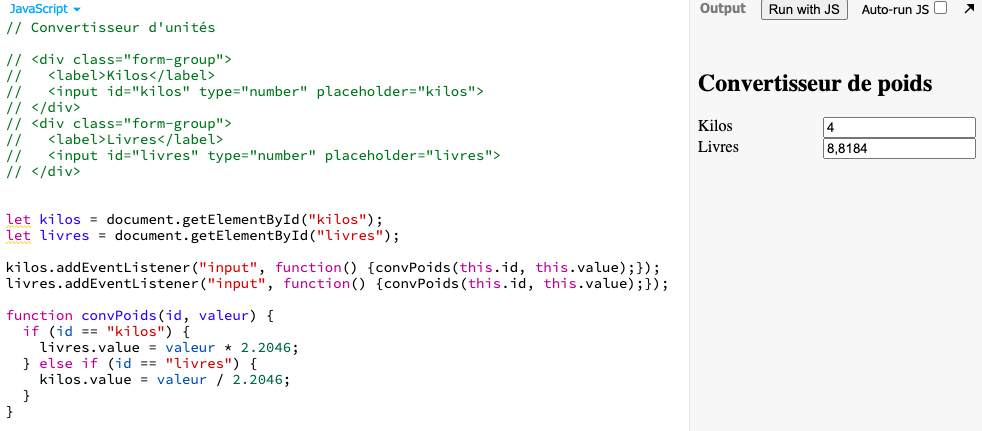 JavaScript
// Convertisseur d'unités
// <div class="form-group">
//   <label>Kilos</label>
//   <input id="kilos" type="number" placeholder="kilos">
// </div>
// <div class="form-group">
//   <label>Livres</label>
//   <input id="livres" type="number" placeholder="livres">
// </div>
let kilos = document.getElementById("kilos");
let livres = document.getElementById("livres");
kilos.addEventListener("input", function() {convPoids(this.id, this.value);});
livres.addEventListener("input", function() {convPoids(this.id, this.value);});
function convPoids(id, valeur) {
  if (id == "kilos") {
    livres.value = valeur * 2.2046;
  } else if (id == "livres") {
    kilos.value = valeur / 2.2046;
  }
}
Output Run with JS Auto-run JS
Convertisseur de poids
Kilos 4
Livres 8,8184